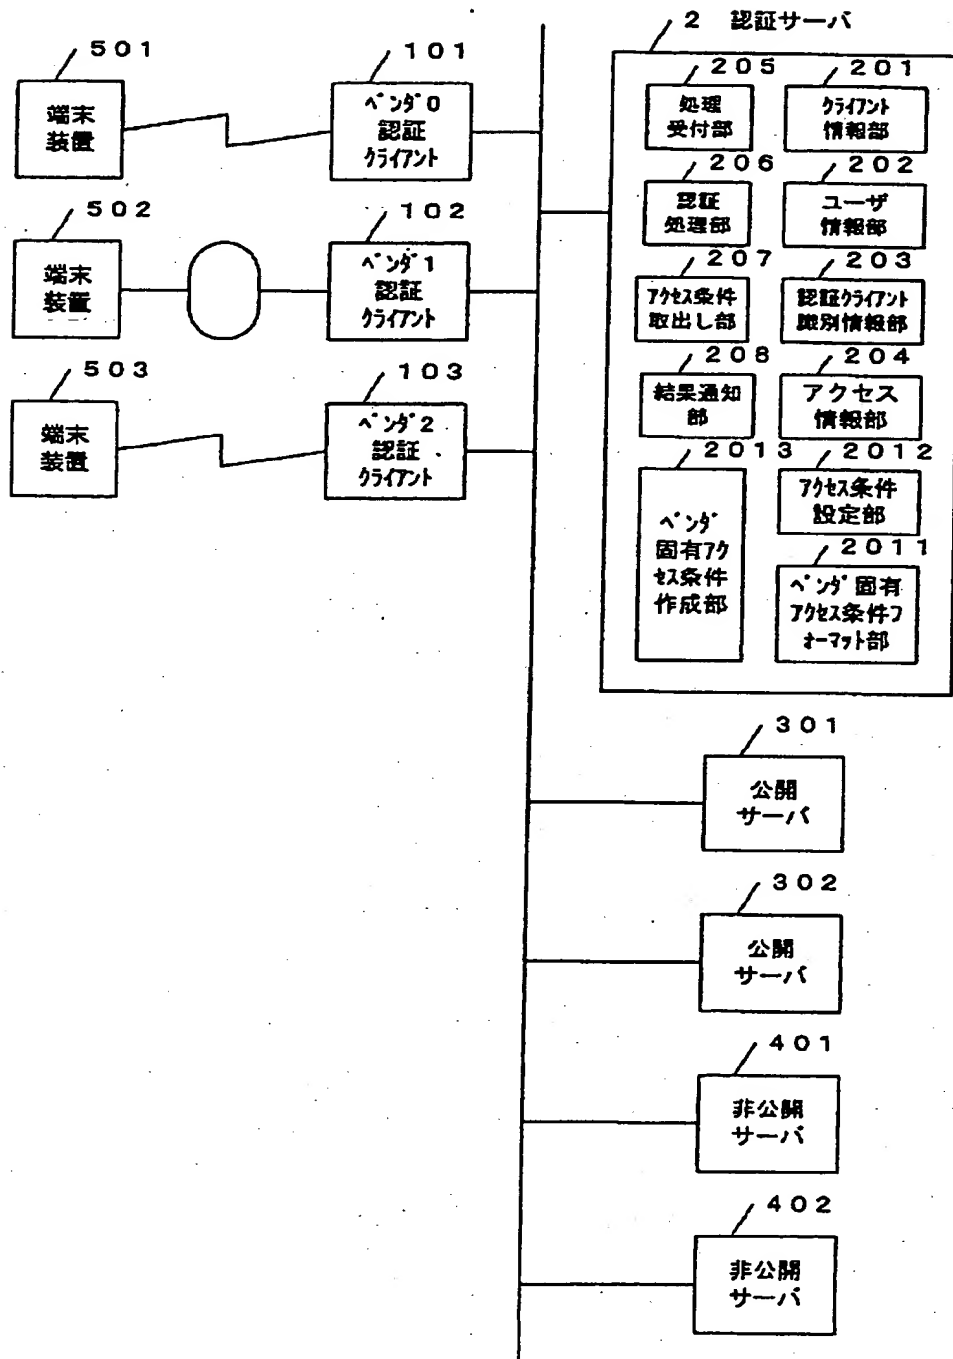 501
端末
装置
101
ベンダ0
認証
クライアント
502
端末
装置
102
ベンダ1
認証
クライアント
503
端末
装置
103
ベンダ2
認証
クライアント
2 認証サーバ
205
処理
受付部
201
クライアント
情報部
206
認証
処理部
202
ユーザ
情報部
207
アクセス条件
取出し部
203
認証クライアント
識別情報部
208
結果通知
部
204
アクセス
情報部
2013
ベンダ
固有アク
セス条件
作成部
2012
アクセス条件
設定部
2011
ベンダ固有
アクセス条件フ
ォーマット部
301
公開
サーバ
302
公開
サーバ
401
非公開
サーバ
402
非公開
サーバ